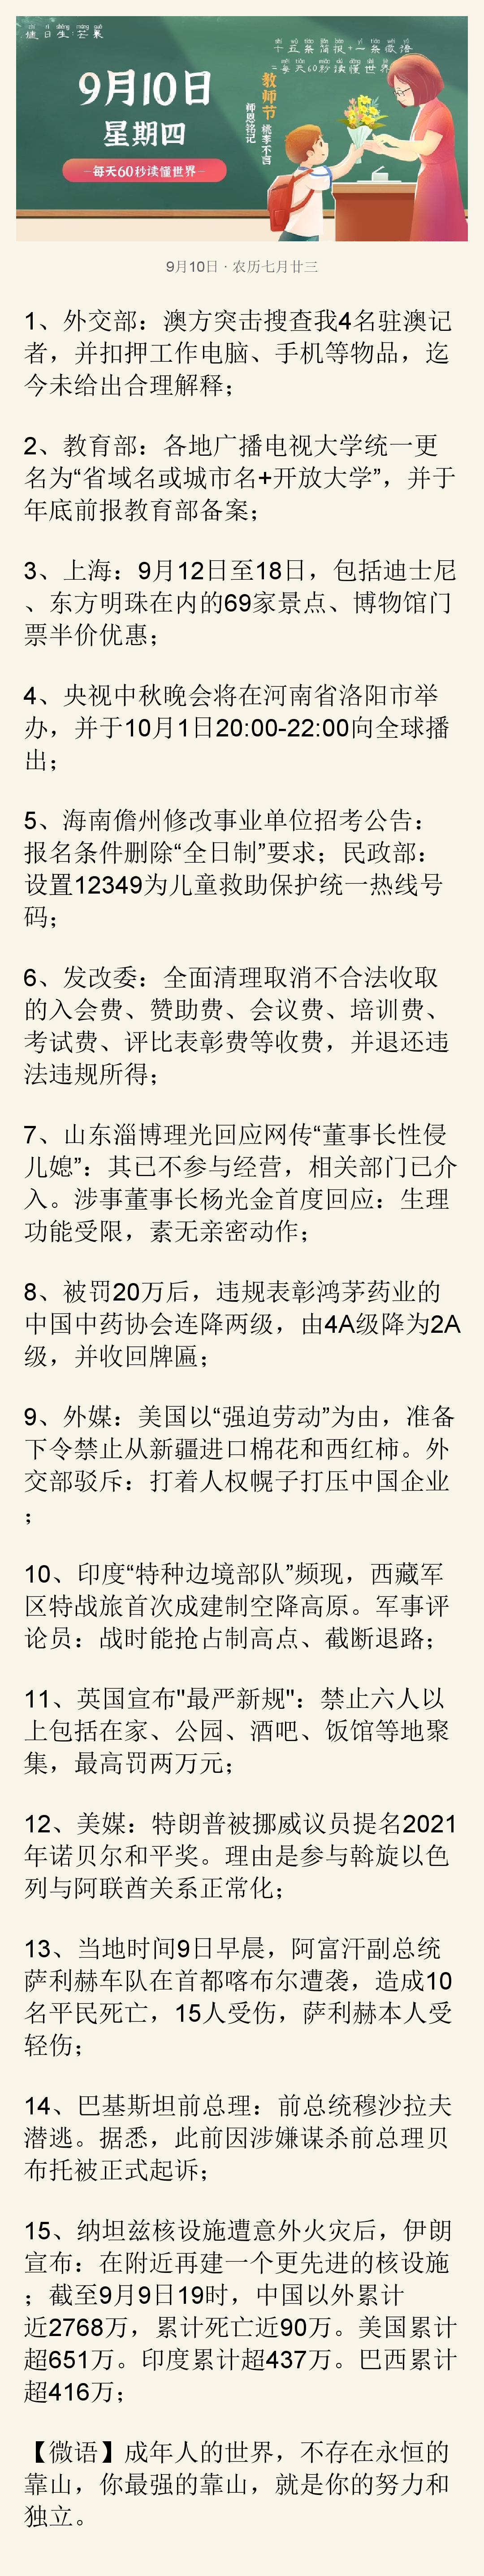 值日生:芒果
十五条简报+一条微语
=每天60秒读懂世界
9月10日
星期四
—每天60秒读懂世界—
教师节
师恩铭记
桃李不言
9月10日 · 农历七月廿三
1、外交部：澳方突击搜查我4名驻澳记
者，并扣押工作电脑、手机等物品，迄
今未给出合理解释；
2、教育部：各地广播电视大学统一更
名为“省域名或城市名+开放大学”，并于
年底前报教育部备案；
3、上海：9月12日至18日，包括迪士尼
、东方明珠在内的69家景点、博物馆门
票半价优惠；
4、央视中秋晚会将在河南省洛阳市举
办，并于10月1日20:00-22:00向全球播
出；
5、海南儋州修改事业单位招考公告：
报名条件删除“全日制”要求；民政部：
设置12349为儿童救助保护统一热线号
码；
6、发改委：全面清理取消不合法收取
的入会费、赞助费、会议费、培训费、
考试费、评比表彰费等收费，并退还违
法违规所得；
7、山东淄博理光回应网传“董事长性侵
儿媳”：其已不参与经营，相关部门已介
入。涉事董事长杨光金首度回应：生理
功能受限，素无亲密动作；
8、被罚20万后，违规表彰鸿茅药业的
中国中药协会连降两级，由4A级降为2A
级，并收回牌匾；
9、外媒：美国以“强迫劳动”为由，准备
下令禁止从新疆进口棉花和西红柿。外
交部驳斥：打着人权幌子打压中国企业
；
10、印度“特种边境部队”频现，西藏军
区特战旅首次成建制空降高原。军事评
论员：战时能抢占制高点、截断退路；
11、英国宣布"最严新规"：禁止六人以
上包括在家、公园、酒吧、饭馆等地聚
集，最高罚两万元；
12、美媒：特朗普被挪威议员提名2021
年诺贝尔和平奖。理由是参与斡旋以色
列与阿联酋关系正常化；
13、当地时间9日早晨，阿富汗副总统
萨利赫车队在首都喀布尔遭袭，造成10
名平民死亡，15人受伤，萨利赫本人受
轻伤；
14、巴基斯坦前总理：前总统穆沙拉夫
潜逃。据悉，此前因涉嫌谋杀前总理贝
布托被正式起诉；
15、纳坦兹核设施遭意外火灾后，伊朗
宣布：在附近再建一个更先进的核设施
；截至9月9日19时，中国以外累计
近2768万，累计死亡近90万。美国累计
超651万。印度累计超437万。巴西累计
超416万；
【微语】成年人的世界，不存在永恒的
靠山，你最强的靠山，就是你的努力和
独立。